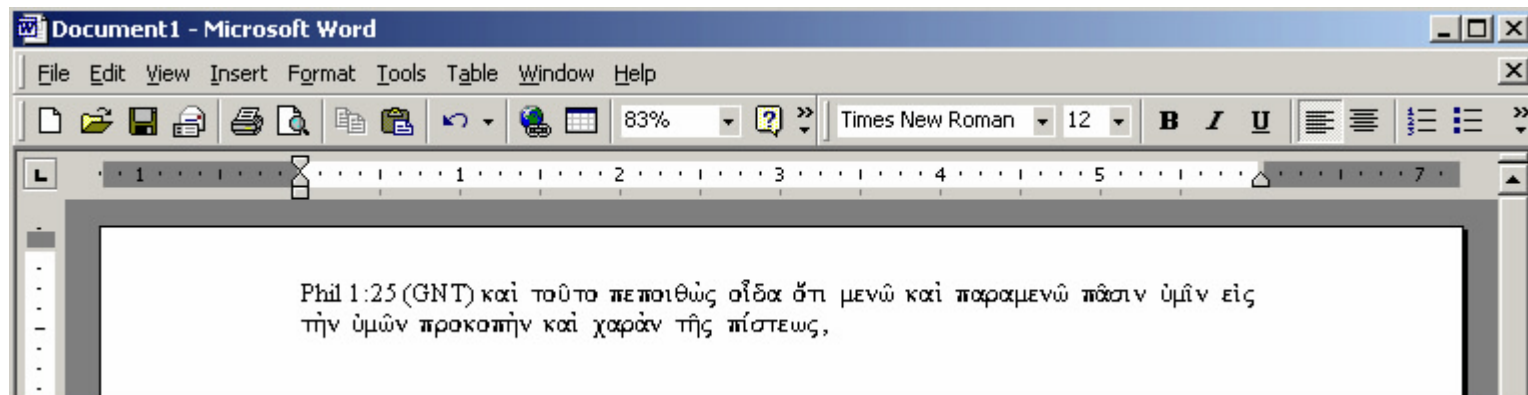 Document1 - Microsoft Word
File Edit View Insert Format Tools Table Window Help
83% Times New Roman 12 B I U
1 1 2 3 4 5 7
Phil 1:25 (GNT) καὶ τοῦτο πεποιθὼς οἶδα ὅτι μενῶ καὶ παραμενῶ πᾶσιν ὑμῖν εἰς
τὴν ὑμῶν προκοπὴν καὶ χαρὰν τῆς πίστεως,